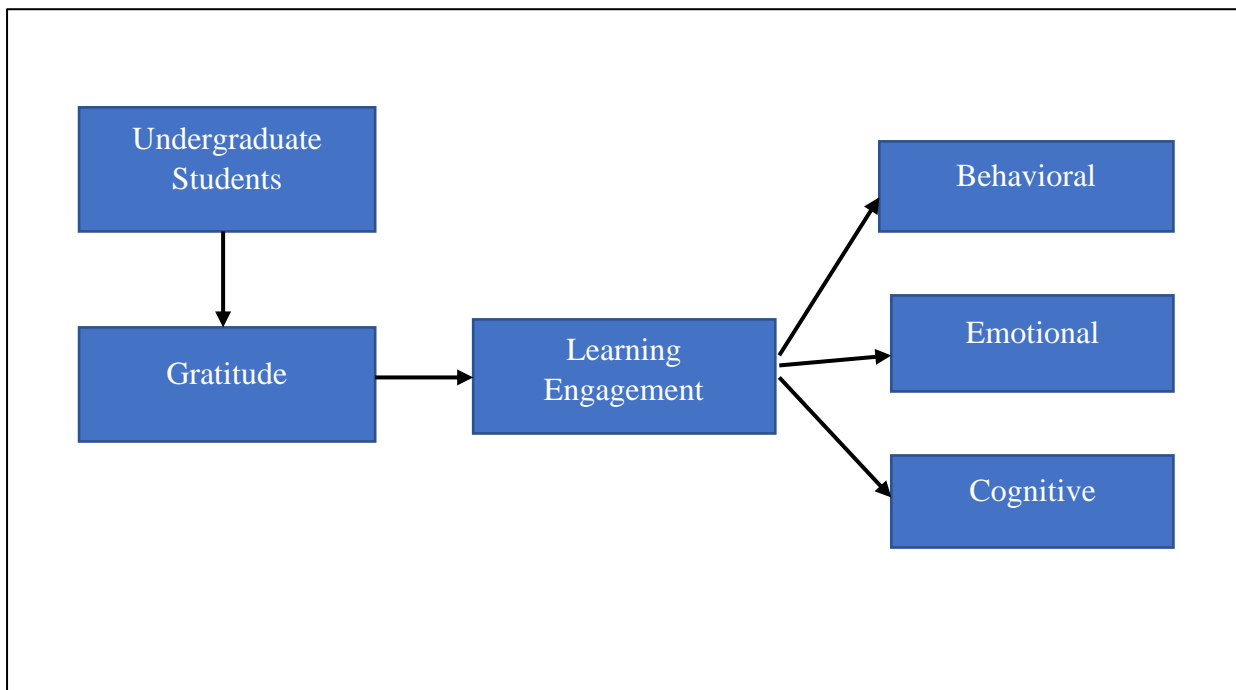 Undergraduate
Students
Gratitude
Learning
Engagement
Behavioral
Emotional
Cognitive